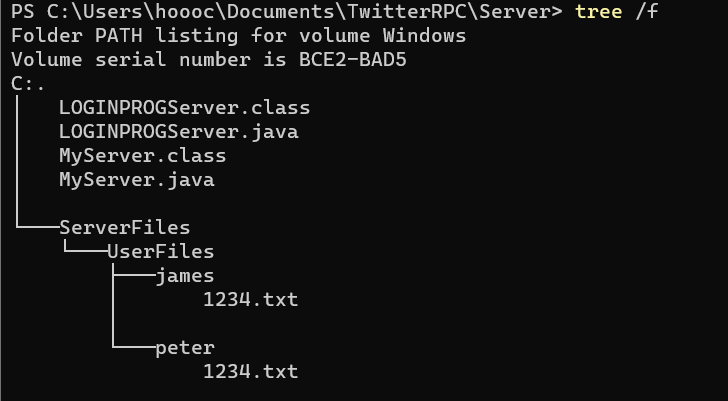 PS C:\Users\hoooc\Documents\TwitterRPC\Server> tree /f
Folder PATH listing for volume Windows
Volume serial number is BCE2-BAD5
C:.
│   LOGINPROGServer.class
│   LOGINPROGServer.java
│   MyServer.class
│   MyServer.java
│
└───ServerFiles
    └───UserFiles
        ├───james
        │       1234.txt
        │
        └───peter
                1234.txt